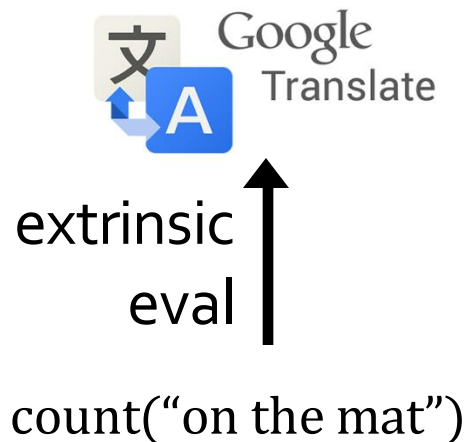 文
A
Google
Translate
extrinsic
eval
count(“on the mat”)